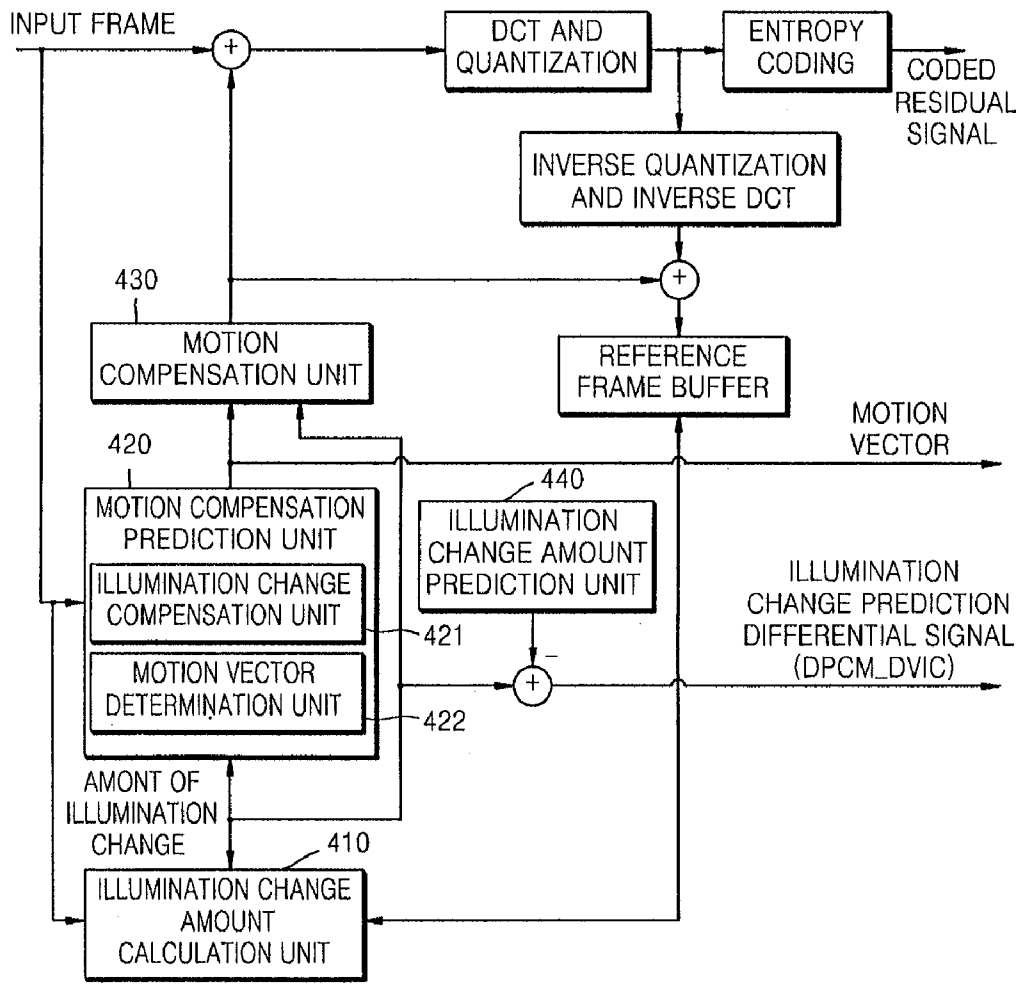 INPUT FRAME
+
DCT AND
QUANTIZATION
ENTROPY
CODING
CODED
RESIDUAL
SIGNAL
INVERSE QUANTIZATION
AND INVERSE DCT
+
430
MOTION
COMPENSATION UNIT
REFERENCE
FRAME BUFFER
MOTION
VECTOR
420
MOTION COMPENSATION
PREDICTION UNIT
ILLUMINATION CHANGE
COMPENSATION UNIT
421
MOTION VECTOR
DETERMINATION UNIT
422
440
ILLUMINATION
CHANGE AMOUNT
PREDICTION UNIT
−
+
ILLUMINATION
CHANGE PREDICTION
DIFFERENTIAL SIGNAL
(DPCM_DVIC)
AMONT OF
ILLUMINATION
CHANGE
410
ILLUMINATION CHANGE
AMOUNT
CALCULATION UNIT